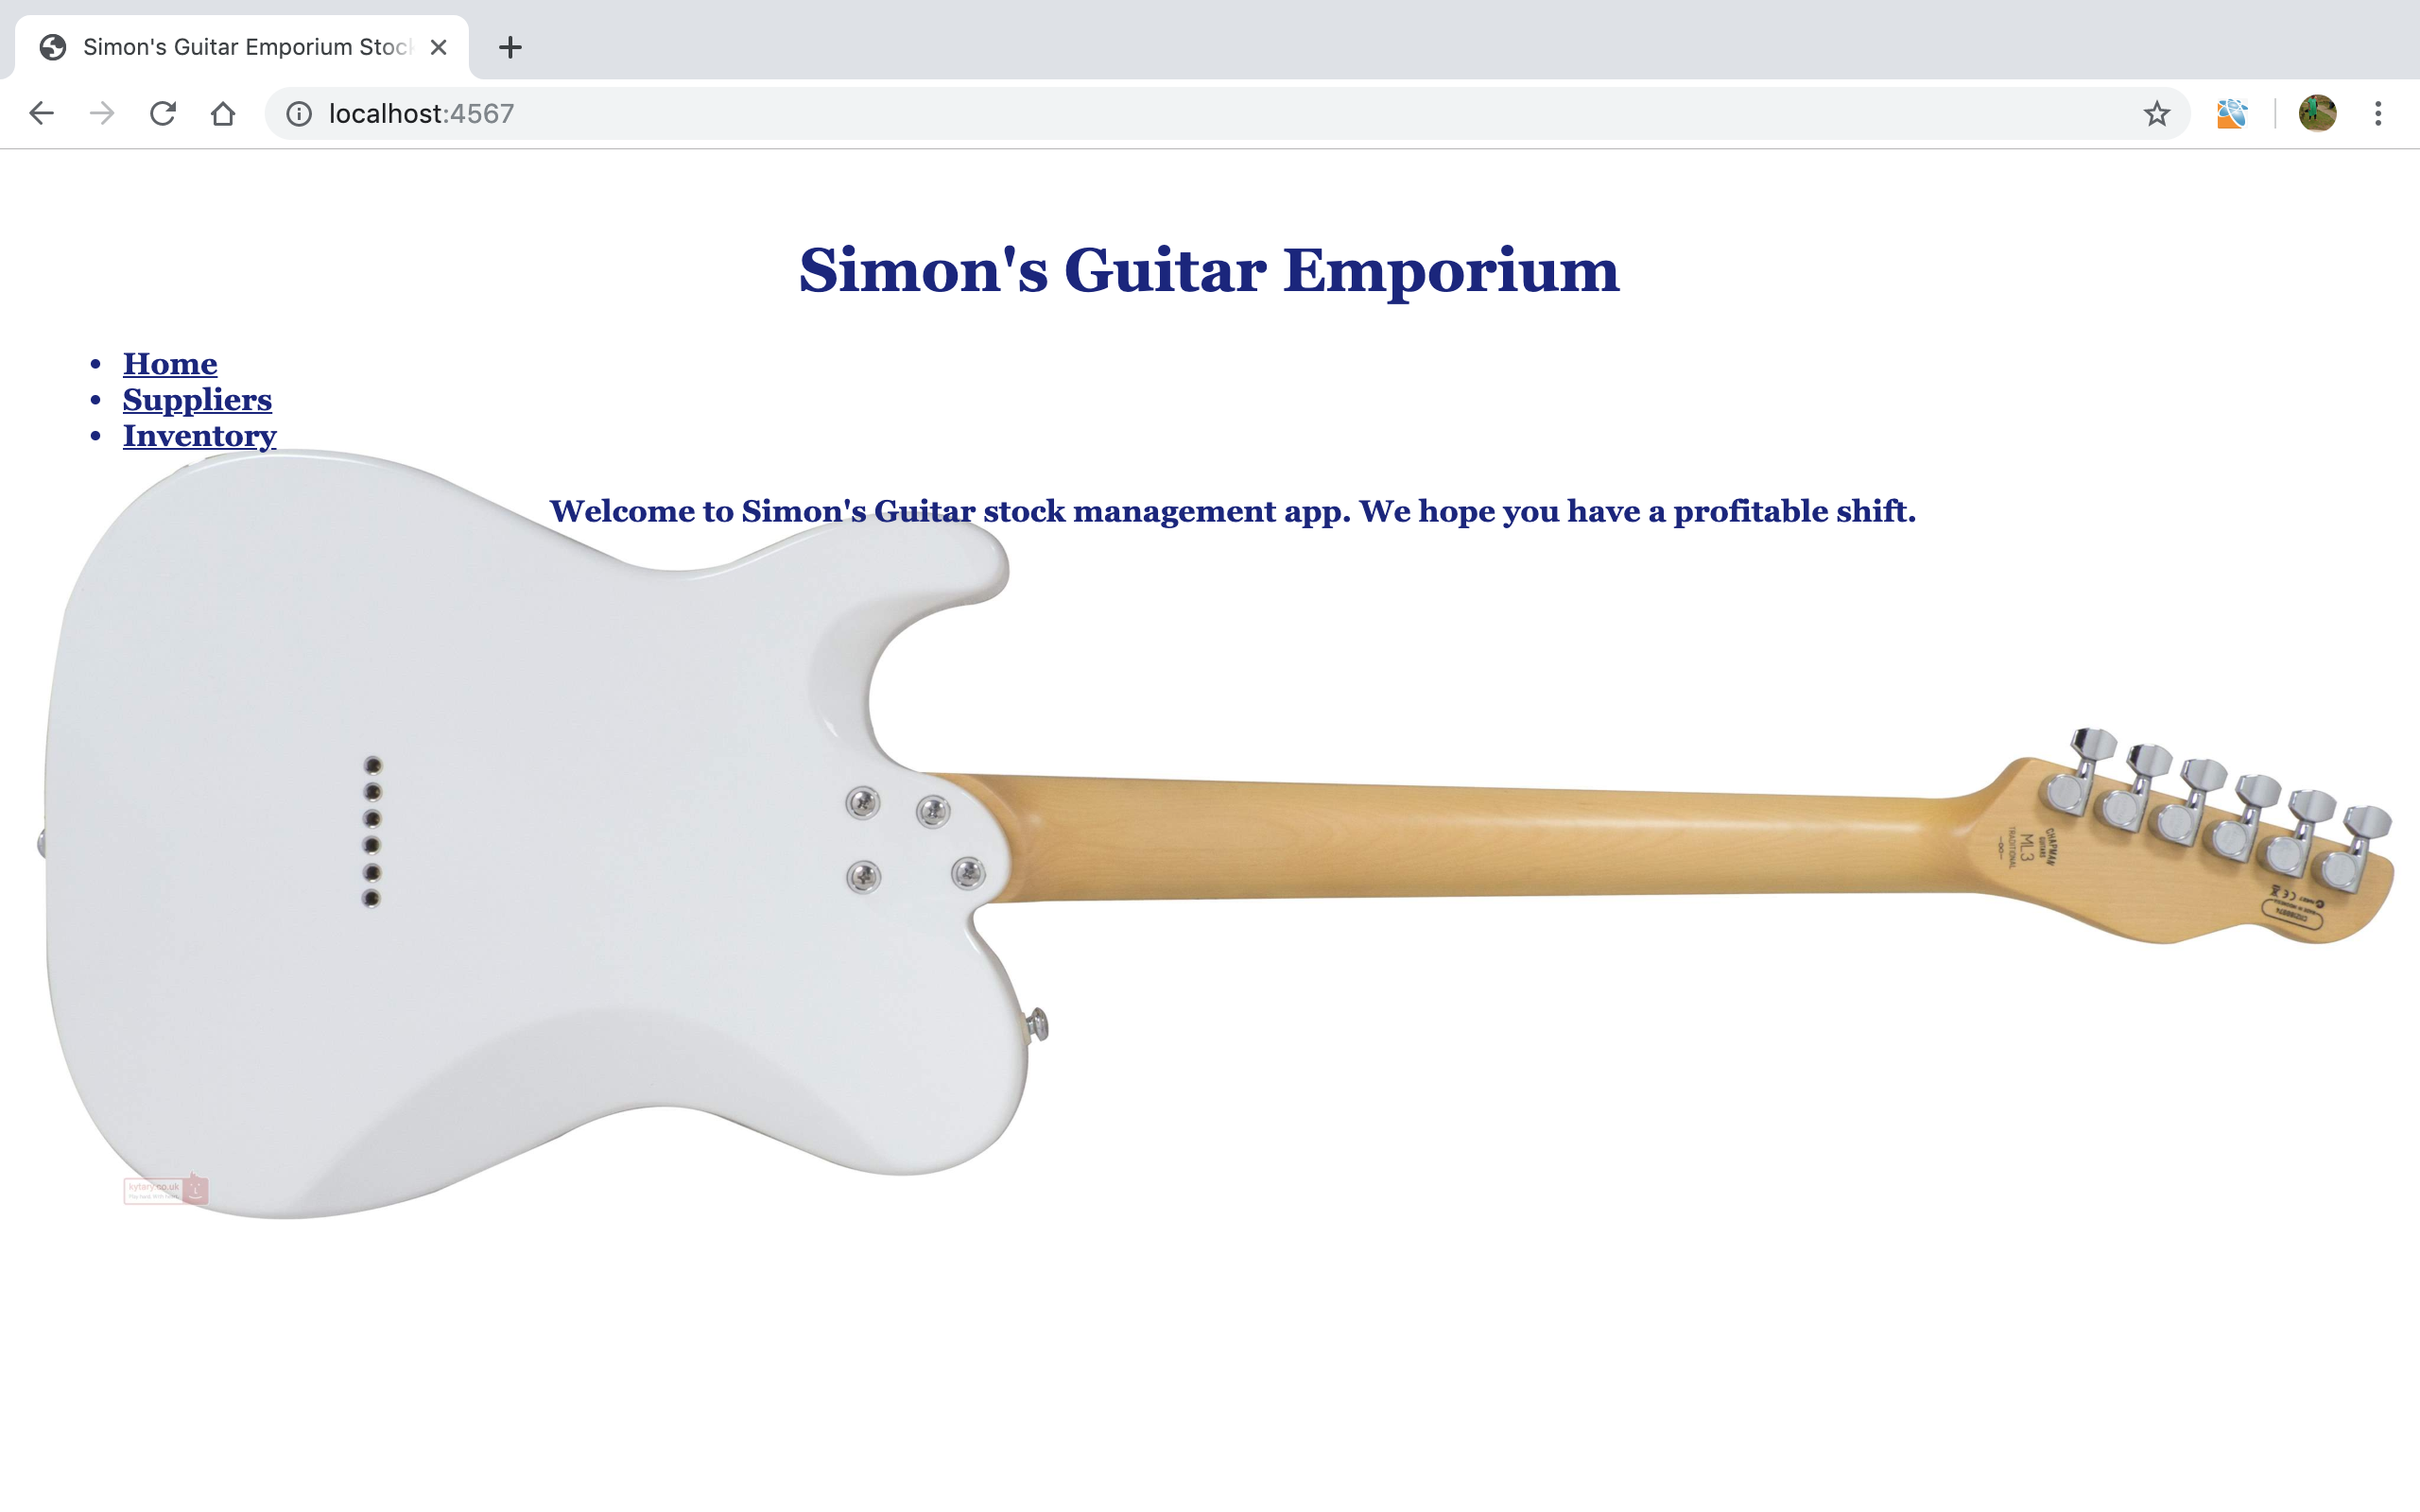 Simon's Guitar Emporium Stoc
localhost:4567
Simon's Guitar Emporium
Home
Suppliers
Inventory
Welcome to Simon's Guitar stock management app. We hope you have a profitable shift.
CHAPMAN
GUITARS
ML3
TRADITIONAL
kytary.co.uk